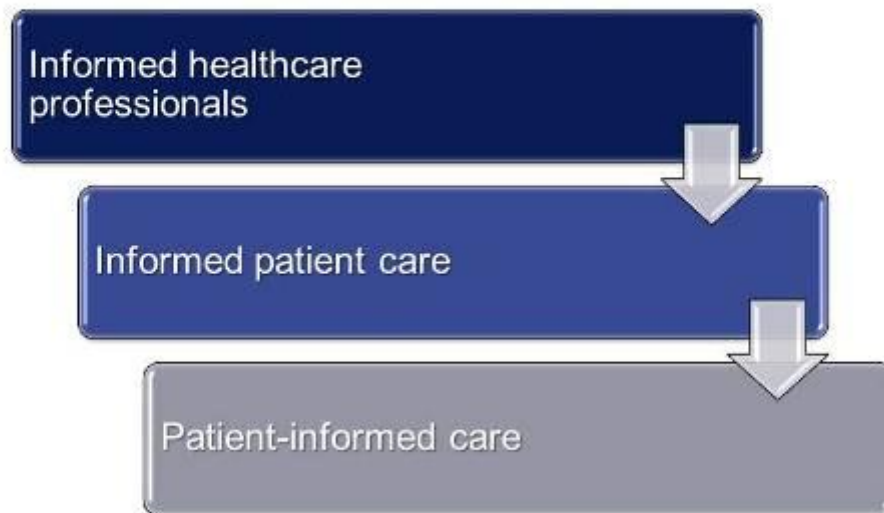 Informed healthcare
professionals
Informed patient care
Patient-informed care